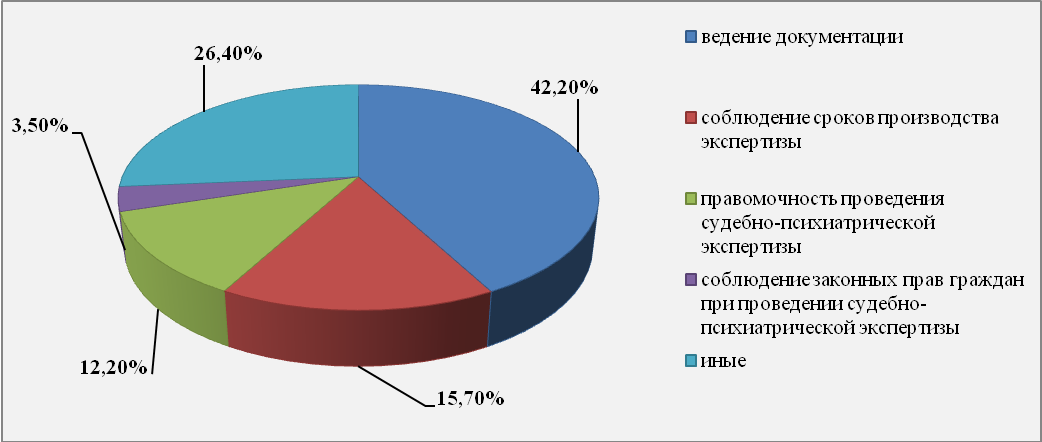 26,40%
42,20%
3,50%
12,20%
15,70%
ведение документации
соблюдение сроков производства
экспертизы
правомочность проведения
судебно-психиатрической
экспертизы
соблюдение законных прав граждан
при проведении судебно-
психиатрической экспертизы
иные